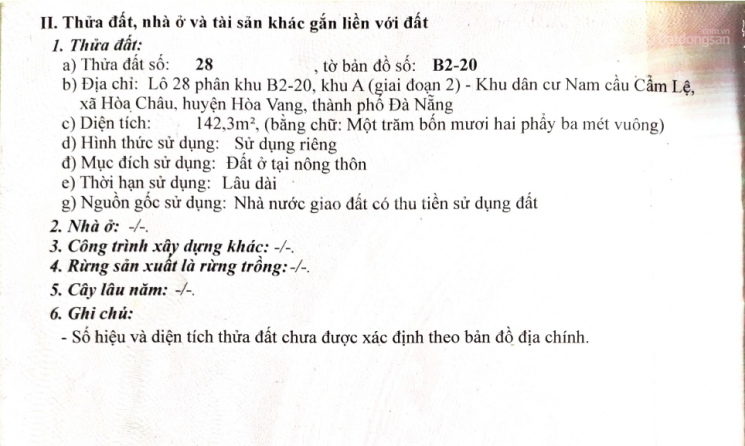 II. Thửa đất, nhà ở và tài sản khác gắn liền với đất
1. Thửa đất:
a) Thửa đất số: 28 , tờ bản đồ số: B2-20
b) Địa chỉ: Lô 28 phân khu B2-20, khu A (giai đoạn 2) - Khu dân cư Nam cầu Cẩm Lệ,
xã Hòa Châu, huyện Hòa Vang, thành phố Đà Nẵng
c) Diện tích: 142,3m², (bằng chữ: Một trăm bốn mươi hai phẩy ba mét vuông)
d) Hình thức sử dụng: Sử dụng riêng
đ) Mục đích sử dụng: Đất ở tại nông thôn
e) Thời hạn sử dụng: Lâu dài
g) Nguồn gốc sử dụng: Nhà nước giao đất có thu tiền sử dụng đất
2. Nhà ở: -/-.
3. Công trình xây dựng khác: -/-.
4. Rừng sản xuất là rừng trồng: -/-.
5. Cây lâu năm: -/-.
6. Ghi chú:
- Số hiệu và diện tích thửa đất chưa được xác định theo bản đồ địa chính.